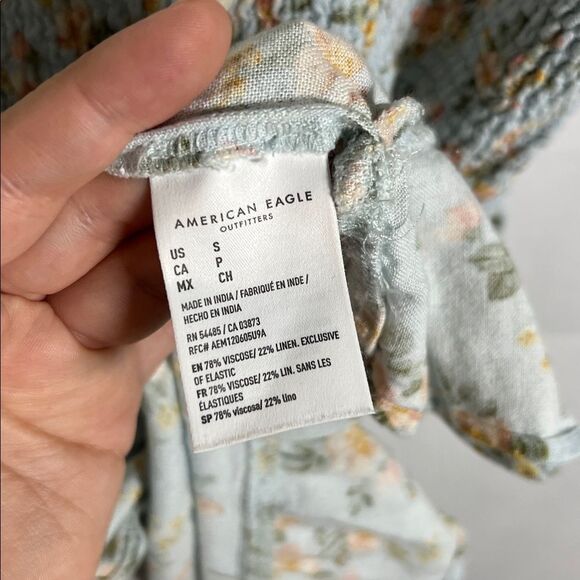 AMERICAN EAGLE
OUTFITTERS
US S
CA P
MX CH
MADE IN INDIA / FABRIQUÉ EN INDE /
HECHO EN INDIA
RN 54485 / CA 03873
RFC# AEM120605U9A
EN 78% VISCOSE/ 22% LINEN. EXCLUSIVE
OF ELASTIC
FR 78% VISCOSE/ 22% LIN. SANS LES
ÉLASTIQUES
SP 78% viscosa/ 22% lino